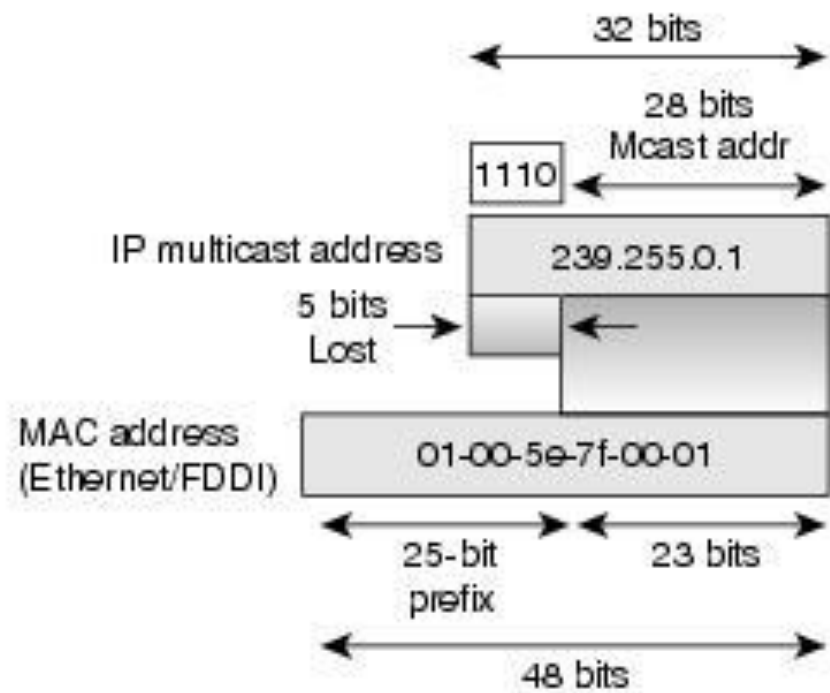 32 bits
28 bits
Mcast addr
1110
IP multicast address
239.255.0.1
5 bits
Lost
MAC address
(Ethernet/FDDI)
01-00-5e-7f-00-01
25-bit
prefix
23 bits
48 bits